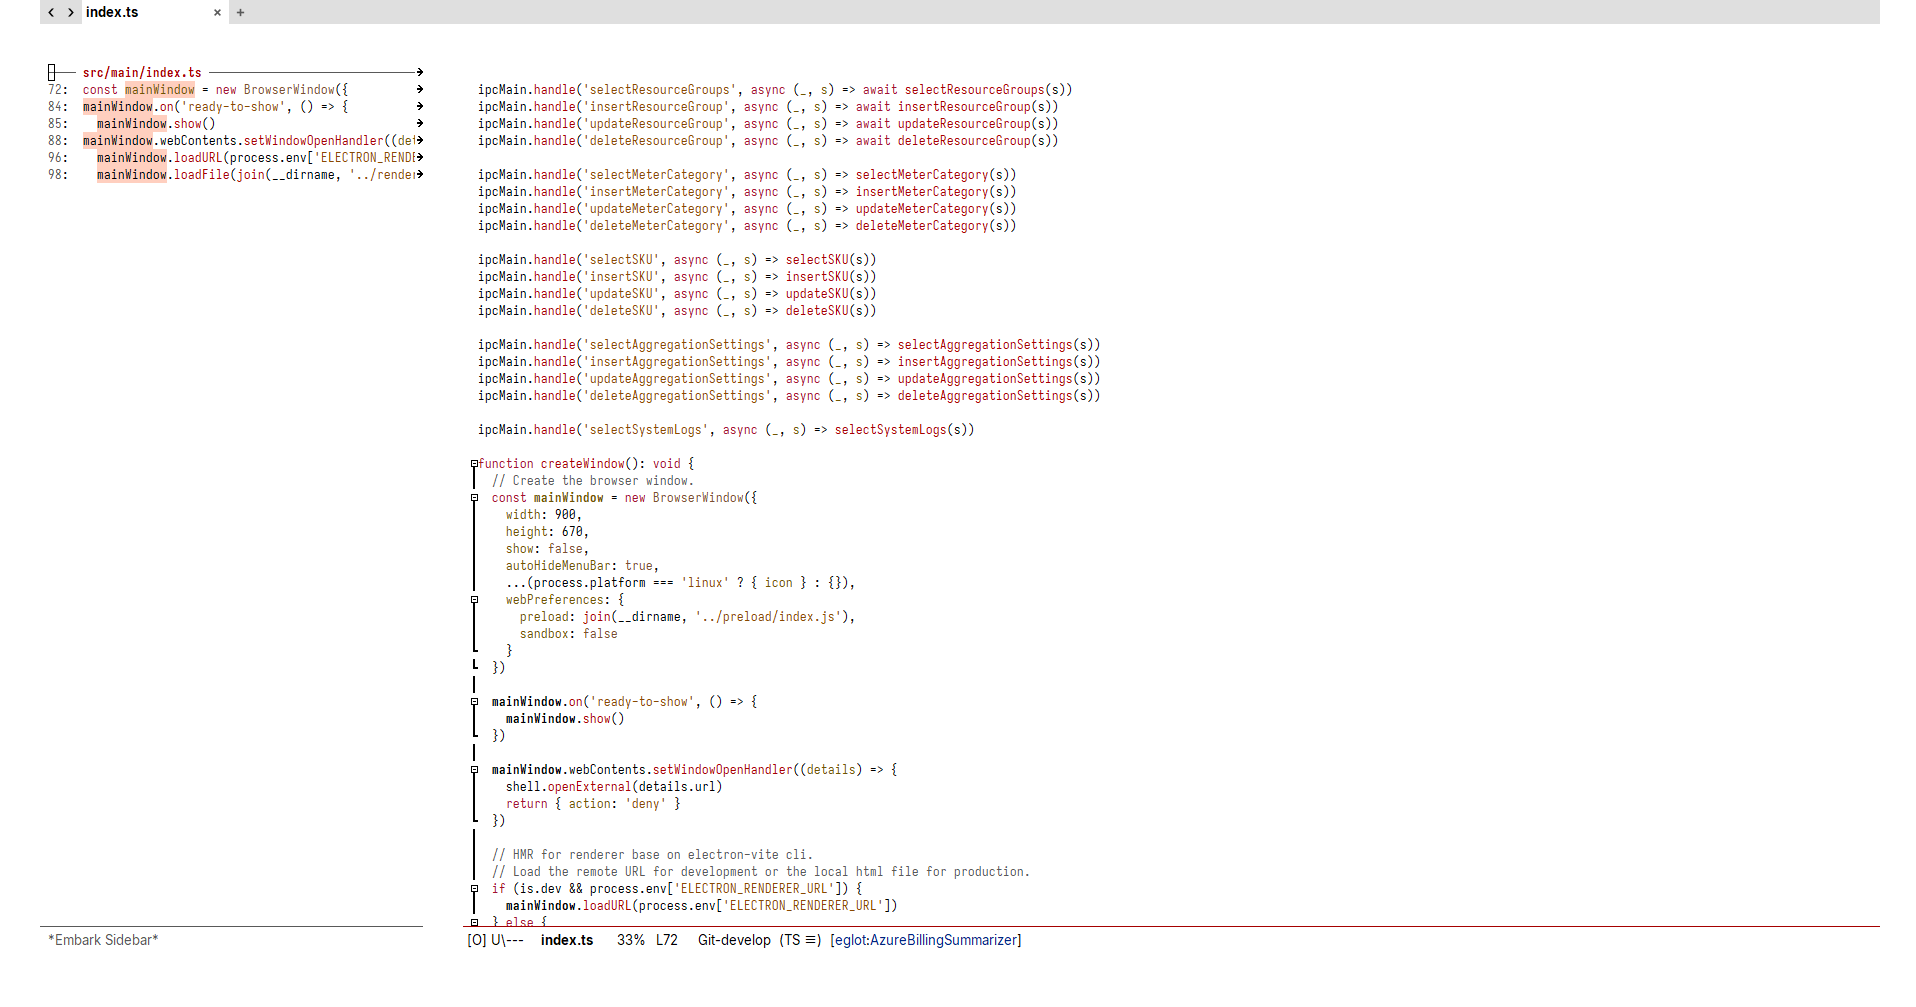 index.ts × +
src/main/index.ts
72: const mainWindow = new BrowserWindow({
84: mainWindow.on('ready-to-show', () => {
85: mainWindow.show()
88: mainWindow.webContents.setWindowOpenHandler((det
96: mainWindow.loadURL(process.env['ELECTRON_REND
98: mainWindow.loadFile(join(__dirname, '../render
*Embark Sidebar*
ipcMain.handle('selectResourceGroups', async (_, s) => await selectResourceGroups(s))
ipcMain.handle('insertResourceGroup', async (_, s) => await insertResourceGroup(s))
ipcMain.handle('updateResourceGroup', async (_, s) => await updateResourceGroup(s))
ipcMain.handle('deleteResourceGroup', async (_, s) => await deleteResourceGroup(s))
ipcMain.handle('selectMeterCategory', async (_, s) => selectMeterCategory(s))
ipcMain.handle('insertMeterCategory', async (_, s) => insertMeterCategory(s))
ipcMain.handle('updateMeterCategory', async (_, s) => updateMeterCategory(s))
ipcMain.handle('deleteMeterCategory', async (_, s) => deleteMeterCategory(s))
ipcMain.handle('selectSKU', async (_, s) => selectSKU(s))
ipcMain.handle('insertSKU', async (_, s) => insertSKU(s))
ipcMain.handle('updateSKU', async (_, s) => updateSKU(s))
ipcMain.handle('deleteSKU', async (_, s) => deleteSKU(s))
ipcMain.handle('selectAggregationSettings', async (_, s) => selectAggregationSettings(s))
ipcMain.handle('insertAggregationSettings', async (_, s) => insertAggregationSettings(s))
ipcMain.handle('updateAggregationSettings', async (_, s) => updateAggregationSettings(s))
ipcMain.handle('deleteAggregationSettings', async (_, s) => deleteAggregationSettings(s))
ipcMain.handle('selectSystemLogs', async (_, s) => selectSystemLogs(s))
function createWindow(): void {
// Create the browser window.
const mainWindow = new BrowserWindow({
width: 900,
height: 670,
show: false,
autoHideMenuBar: true,
...(process.platform === 'linux' ? { icon } : {}),
webPreferences: {
preload: join(__dirname, '../preload/index.js'),
sandbox: false
}
})
mainWindow.on('ready-to-show', () => {
mainWindow.show()
})
mainWindow.webContents.setWindowOpenHandler((details) => {
shell.openExternal(details.url)
return { action: 'deny' }
})
// HMR for renderer base on electron-vite cli.
// Load the remote URL for development or the local html file for production.
if (is.dev && process.env['ELECTRON_RENDERER_URL']) {
mainWindow.loadURL(process.env['ELECTRON_RENDERER_URL'])
} else {
[O] U\--- index.ts 33% L72 Git-develop (TS ≡) [eglot:AzureBillingSummarizer]